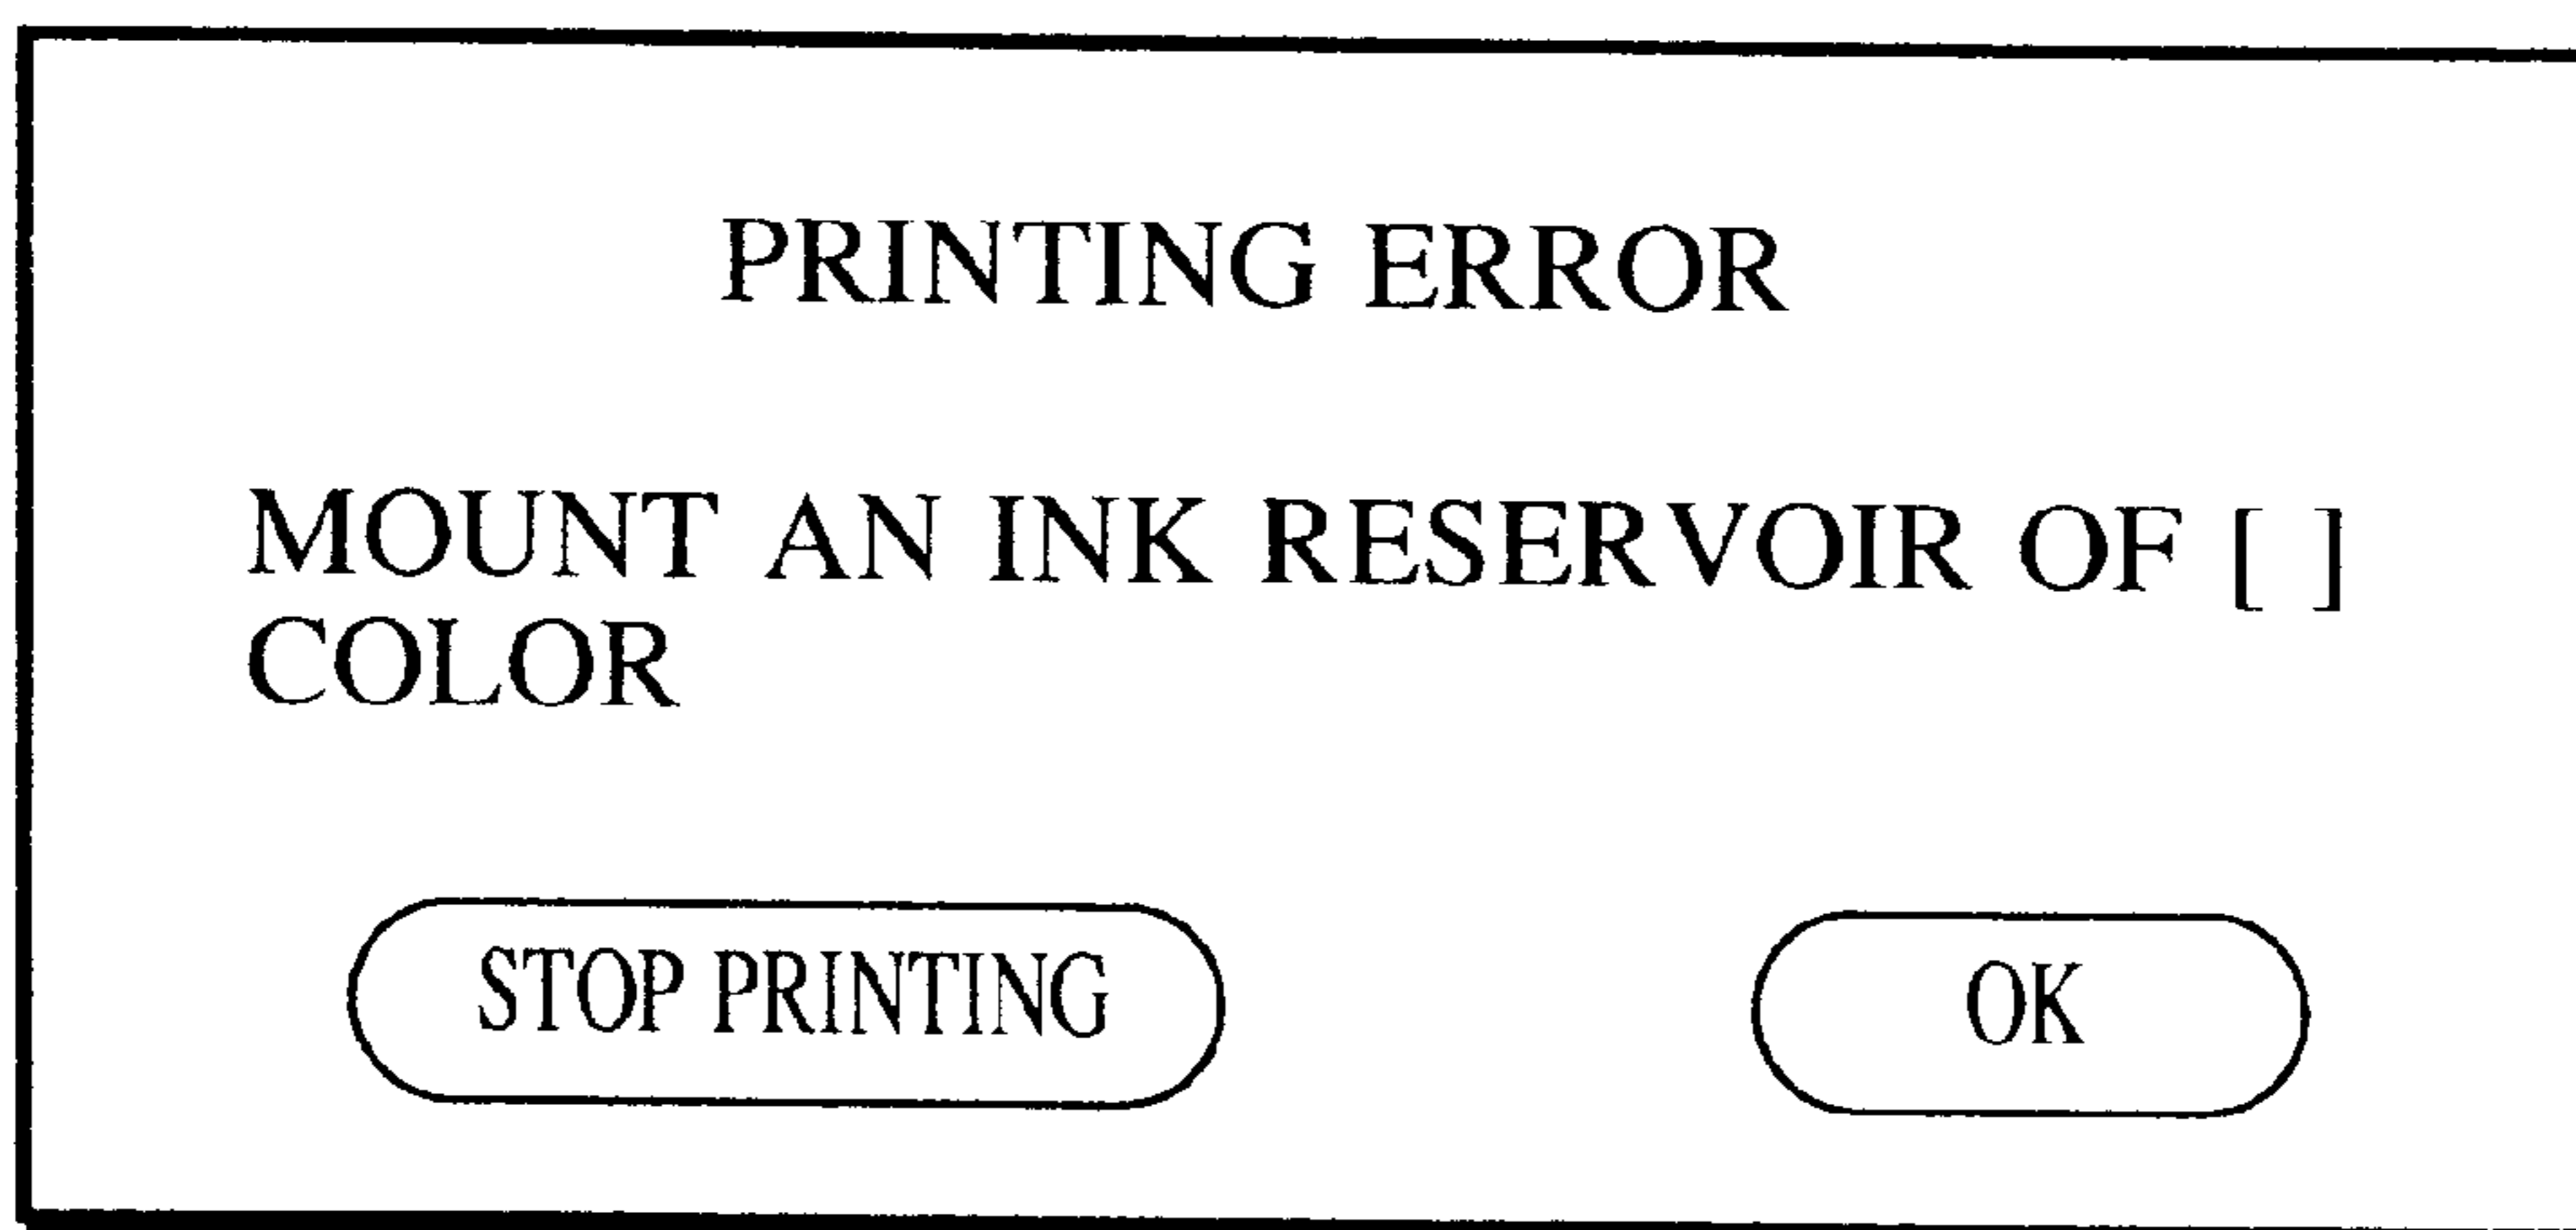 PRINTING ERROR
MOUNT AN INK RESERVOIR OF [ ]
COLOR
STOP PRINTING
OK